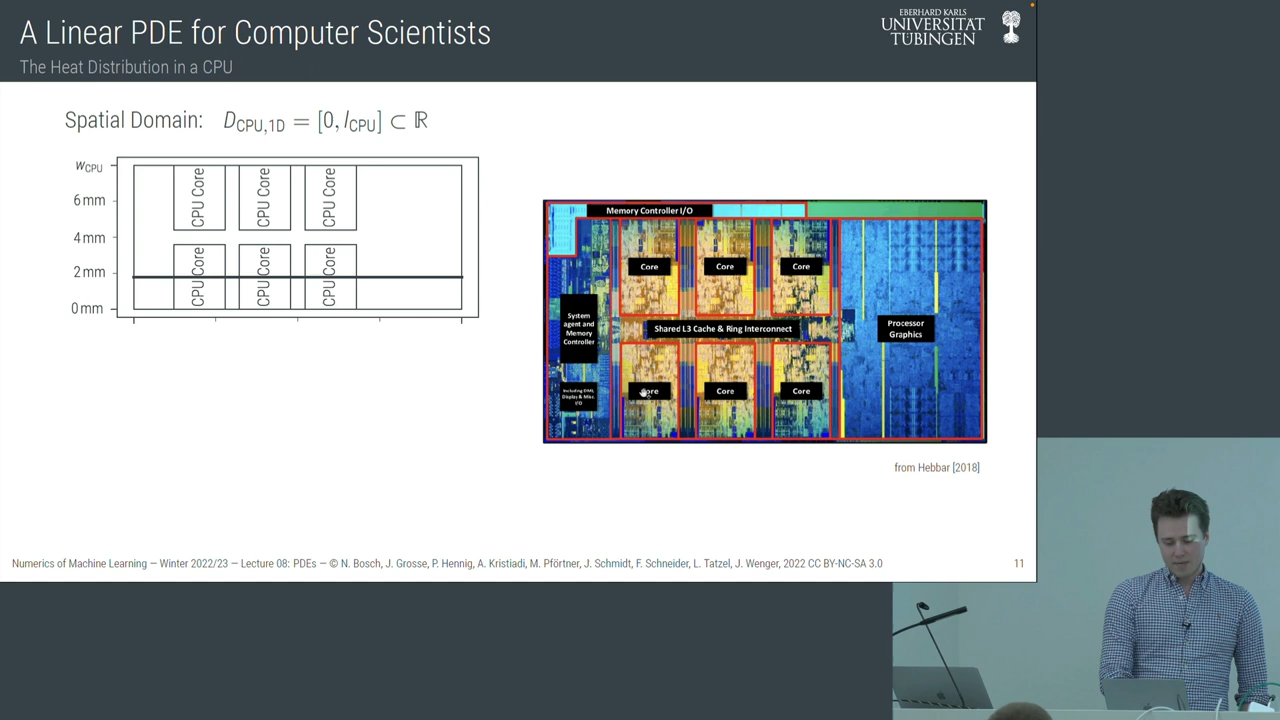 A Linear PDE for Computer Scientists
The Heat Distribution in a CPU
EBERHARD KARLS
UNIVERSITÄT
TÜBINGEN
Spatial Domain: D_CPU,1D = [0, l_CPU] ⊂ ℝ
w_CPU
6 mm
4 mm
2 mm
0 mm
CPU Core
CPU Core
CPU Core
CPU Core
CPU Core
CPU Core
Memory Controller I/O
Core
Core
Core
System
agent and
Memory
Controller
Shared L3 Cache & Ring Interconnect
Processor
Graphics
Including DMI,
Display & Misc.
I/O
Core
Core
Core
from Hebbar [2018]
Numerics of Machine Learning — Winter 2022/23 — Lecture 08: PDEs — © N. Bosch, J. Grosse, P. Hennig, A. Kristiadi, M. Pförtner, J. Schmidt, F. Schneider, L. Tatzel, J. Wenger, 2022 CC BY-NC-SA 3.0
11